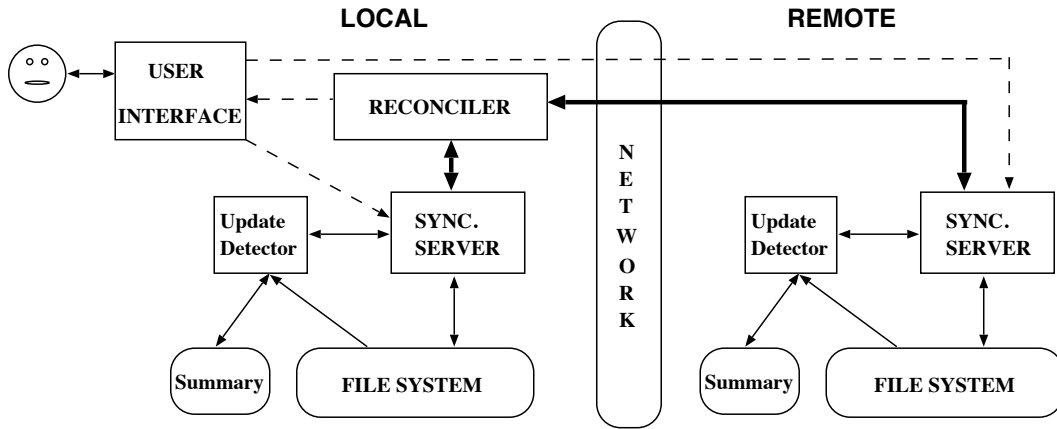 LOCAL
REMOTE
USER
INTERFACE
RECONCILER
NETWORK
Update
Detector
SYNC.
SERVER
Update
Detector
SYNC.
SERVER
Summary
FILE SYSTEM
Summary
FILE SYSTEM